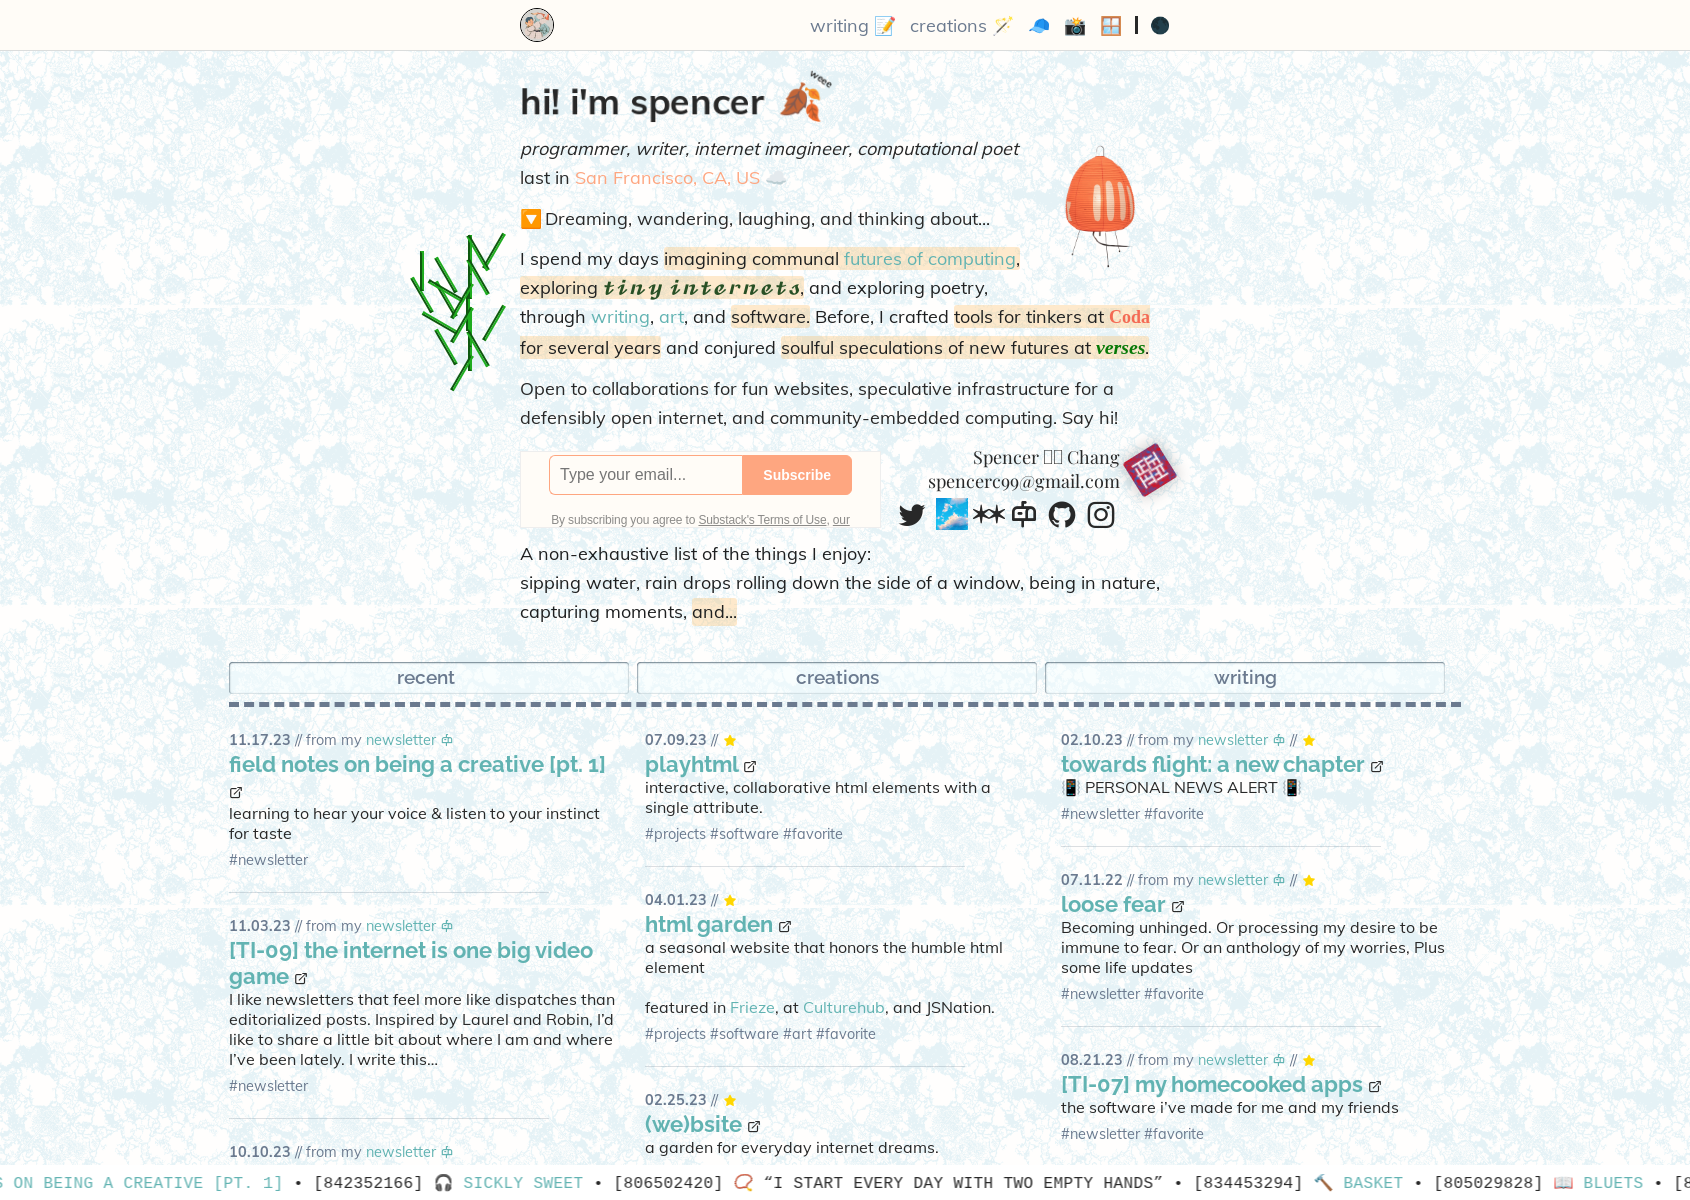 writing 📝 creations 🪄 🧢 📸 🪟 | 🌑
weee
hi! i'm spencer 🍂
programmer, writer, internet imagineer, computational poet
last in San Francisco, CA, US ☁️
🔽 Dreaming, wandering, laughing, and thinking about...
I spend my days imagining communal futures of computing,
exploring tiny internets, and exploring poetry,
through writing, art, and software. Before, I crafted tools for tinkers at Coda
for several years and conjured soulful speculations of new futures at verses.
Open to collaborations for fun websites, speculative infrastructure for a
defensibly open internet, and community-embedded computing. Say hi!
Type your email...
Subscribe
By subscribing you agree to Substack's Terms of Use, our
Spencer Chang
spencerc99@gmail.com
A non-exhaustive list of the things I enjoy:
sipping water, rain drops rolling down the side of a window, being in nature,
capturing moments, and...
recent
creations
writing
11.17.23 // from my newsletter
field notes on being a creative [pt. 1]
learning to hear your voice & listen to your instinct
for taste
#newsletter
11.03.23 // from my newsletter
[TI-09] the internet is one big video
game
I like newsletters that feel more like dispatches than
editorialized posts. Inspired by Laurel and Robin, I’d
like to share a little bit about where I am and where
I’ve been lately. I write this...
#newsletter
10.10.23 // from my newsletter
07.09.23 // ⭐
playhtml
interactive, collaborative html elements with a
single attribute.
#projects #software #favorite
04.01.23 // ⭐
html garden
a seasonal website that honors the humble html
element
featured in Frieze, at Culturehub, and JSNation.
#projects #software #art #favorite
02.25.23 // ⭐
(we)bsite
a garden for everyday internet dreams.
02.10.23 // from my newsletter // ⭐
towards flight: a new chapter
📳 PERSONAL NEWS ALERT 📳
#newsletter #favorite
07.11.22 // from my newsletter // ⭐
loose fear
Becoming unhinged. Or processing my desire to be
immune to fear. Or an anthology of my worries, Plus
some life updates
#newsletter #favorite
08.21.23 // from my newsletter // ⭐
[TI-07] my homecooked apps
the software i’ve made for me and my friends
#newsletter #favorite
S ON BEING A CREATIVE [PT. 1] • [842352166] 🎧 SICKLY SWEET • [806502420] 📿 “I START EVERY DAY WITH TWO EMPTY HANDS” • [834453294] 🔨 BASKET • [805029828] 📖 BLUETS • [8